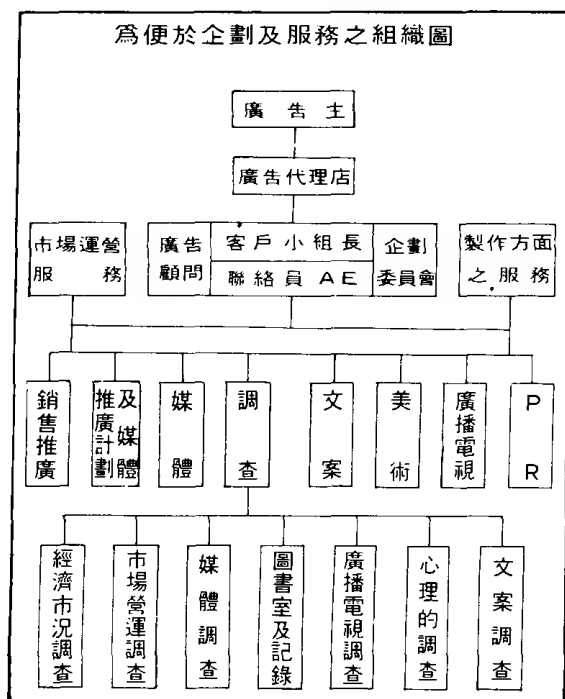 為便於企劃及服務之組織圖
廣告主
廣告代理店
市場運營
服務
廣告
顧問
客戶小組長
聯絡員AE
企劃
委員會
製作方面
之服務
銷售推廣
推廣計劃
及媒體
媒體
調查
文案
美術
廣播電視
PR
經濟市況調查
市場營運調查
媒體調查
圖書室及記錄
廣播電視調查
心理的調查
文案調查